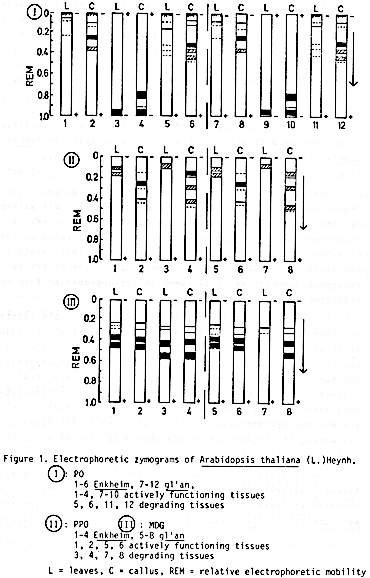 I L C L C L C L C L C L C
0 - - - - - - - - - - - -
0.2
0.4
REM
0.6
0.8
1.0 + + + + + + + + + + + +
1 2 3 4 5 6 7 8 9 10 11 12
II L C L C L C L C
0 - - - - - - - -
0.2
0.4
REM
0.6
0.8
1.0 + + + + + + + +
1 2 3 4 5 6 7 8
III L C L C L C L C
0 - - - - - - - -
0.2
0.4
REM
0.6
0.8
1.0 + + + + + + + +
1 2 3 4 5 6 7 8
Figure 1. Electrophoretic zymograms of Arabidopsis thaliana (L.)Heynh.
I: PO
1-6 Enkheim, 7-12 gl'an,
1-4, 7-10 actively functioning tissues
5, 6, 11, 12 degrading tissues
II: PPO III: MDG
1-4 Enkheim, 5-8 gl'an
1, 2, 5, 6 actively functioning tissues
3, 4, 7, 8 degrading tissues
L = leaves, C = callus, REM = relative electrophoretic mobility